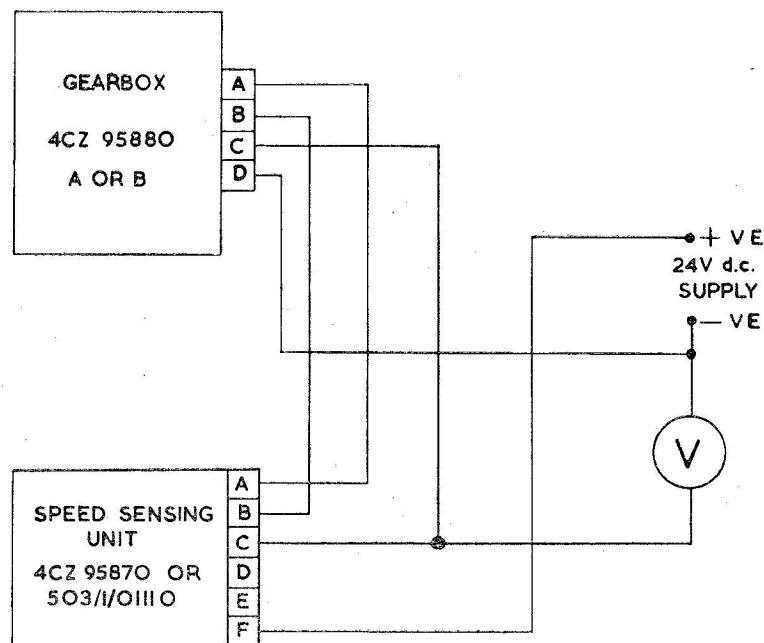 GEARBOX
4CZ 95880
A OR B
A
B
C
D
+ VE
24V d.c.
SUPPLY
— VE
V
SPEED SENSING
UNIT
4CZ 95870 OR
503/1/01110
A
B
C
D
E
F